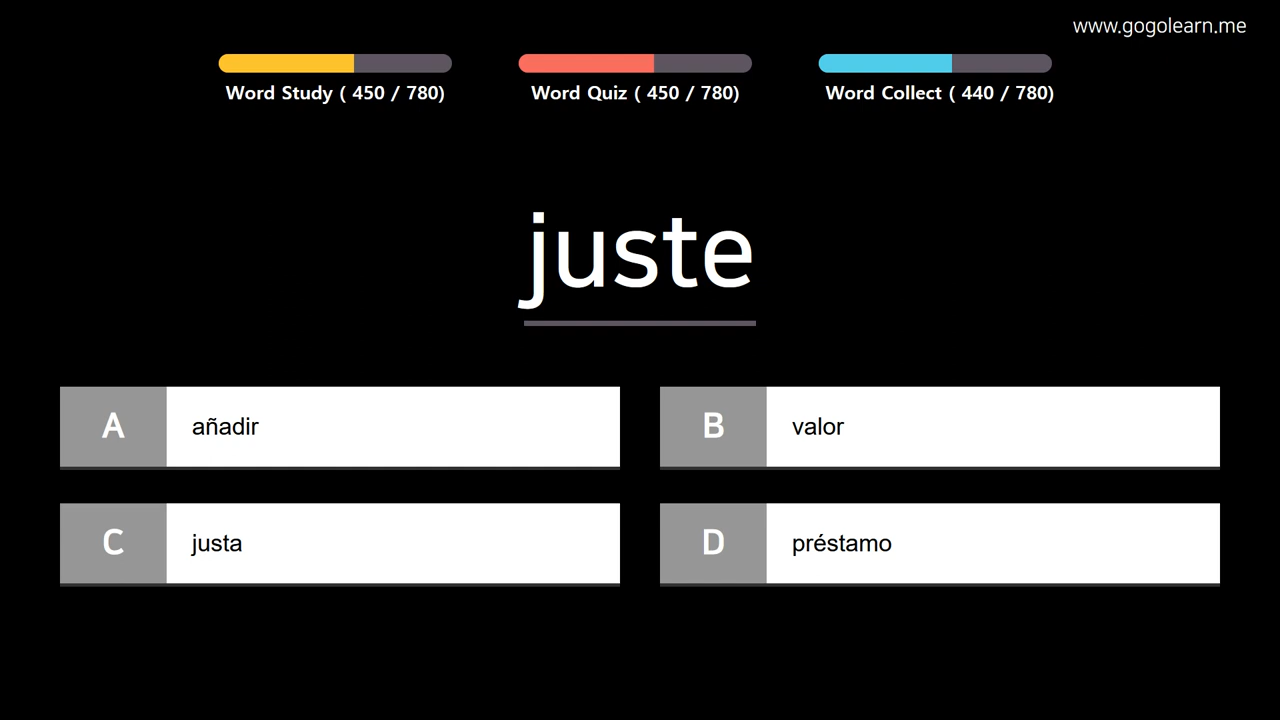 www.gogolearn.me
Word Study ( 450 / 780)
Word Quiz ( 450 / 780)
Word Collect ( 440 / 780)
juste
A
añadir
B
valor
C
justa
D
préstamo